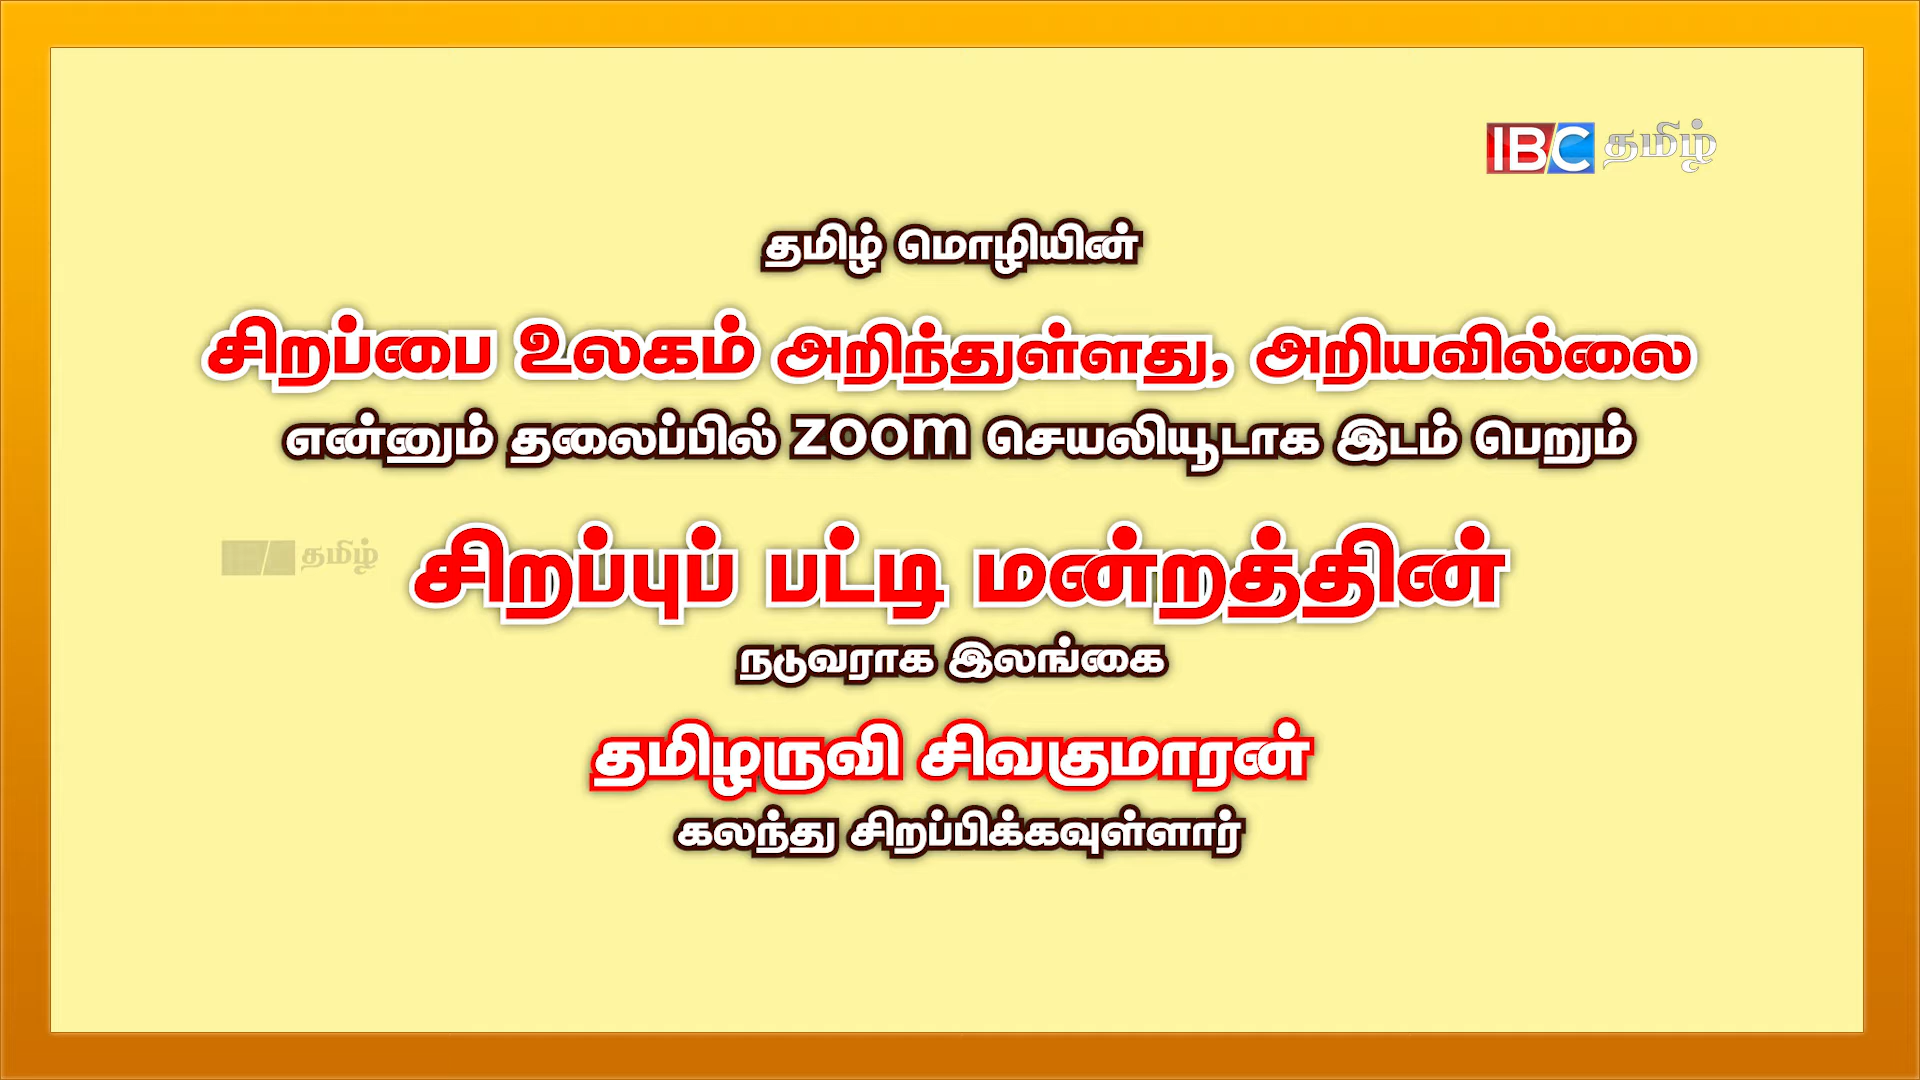 IBC தமிழ்
தமிழ் மொழியின்
சிறப்பை உலகம் அறிந்துள்ளது, அறியவில்லை
என்னும் தலைப்பில் zoom செயலியூடாக இடம் பெறும்
தமிழ்
சிறப்புப் பட்டி மன்றத்தின்
நடுவராக இலங்கை
தமிழருவி சிவகுமாரன்
கலந்து சிறப்பிக்கவுள்ளார்